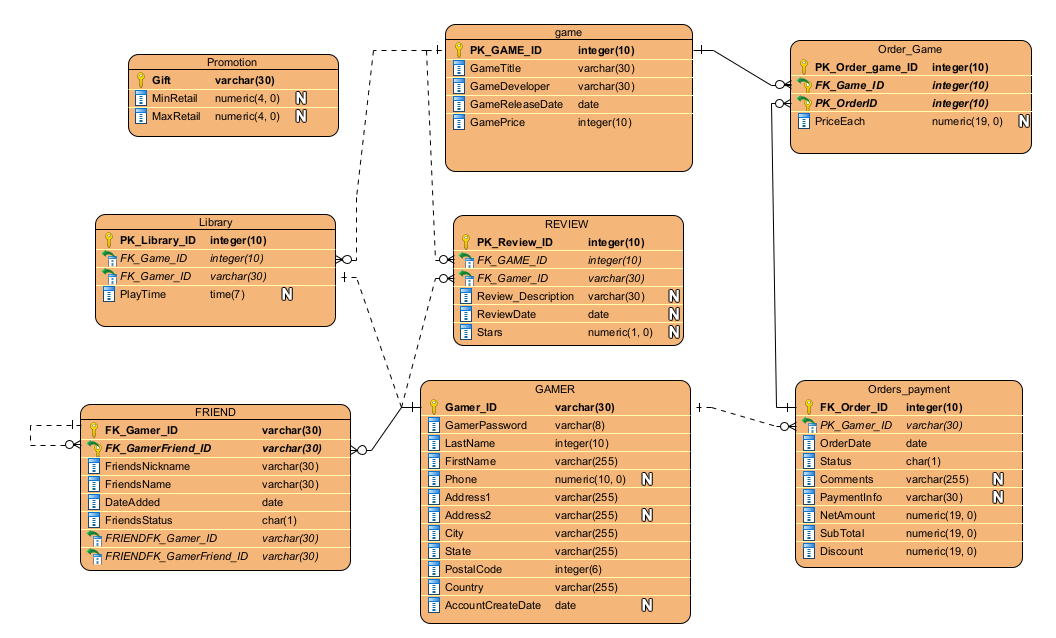 Promotion
Gift varchar(30)
MinRetail numeric(4, 0) N
MaxRetail numeric(4, 0) N
game
PK_GAME_ID integer(10)
GameTitle varchar(30)
GameDeveloper varchar(30)
GameReleaseDate date
GamePrice integer(10)
Order_Game
PK_Order_game_ID integer(10)
FK_Game_ID integer(10)
PK_OrderID integer(10)
PriceEach numeric(19, 0) N
Library
PK_Library_ID integer(10)
FK_Game_ID integer(10)
FK_Gamer_ID varchar(30)
PlayTime time(7) N
REVIEW
PK_Review_ID integer(10)
FK_GAME_ID integer(10)
FK_Gamer_ID varchar(30)
Review_Description varchar(30) N
ReviewDate date N
Stars numeric(1, 0) N
FRIEND
FK_Gamer_ID varchar(30)
FK_GamerFriend_ID varchar(30)
FriendsNickname varchar(30)
FriendsName varchar(30)
DateAdded date
FriendsStatus char(1)
FRIENDFK_Gamer_ID varchar(30)
FRIENDFK_GamerFriend_ID varchar(30)
GAMER
Gamer_ID varchar(30)
GamerPassword varchar(8)
LastName integer(10)
FirstName varchar(255)
Phone numeric(10, 0) N
Address1 varchar(255)
Address2 varchar(255) N
City varchar(255)
State varchar(255)
PostalCode integer(6)
Country varchar(255)
AccountCreateDate date N
Orders_payment
FK_Order_ID integer(10)
PK_Gamer_ID varchar(30)
OrderDate date
Status char(1)
Comments varchar(255) N
PaymentInfo varchar(30) N
NetAmount numeric(19, 0)
SubTotal numeric(19, 0)
Discount numeric(19, 0)